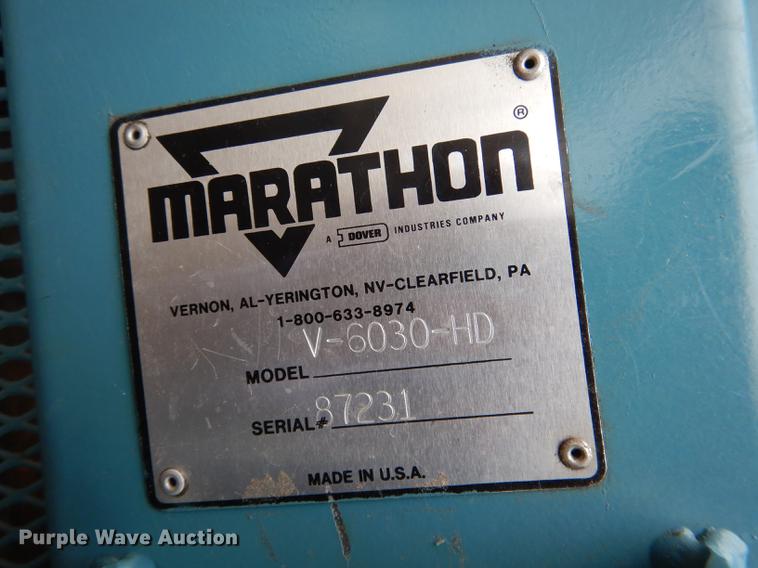 ®
MARATHON
A DOVER INDUSTRIES COMPANY
VERNON, AL-YERINGTON, NV-CLEARFIELD, PA
1-800-633-8974
V-6030-HD
MODEL
SERIAL# 87231
MADE IN U.S.A.
Purple Wave Auction